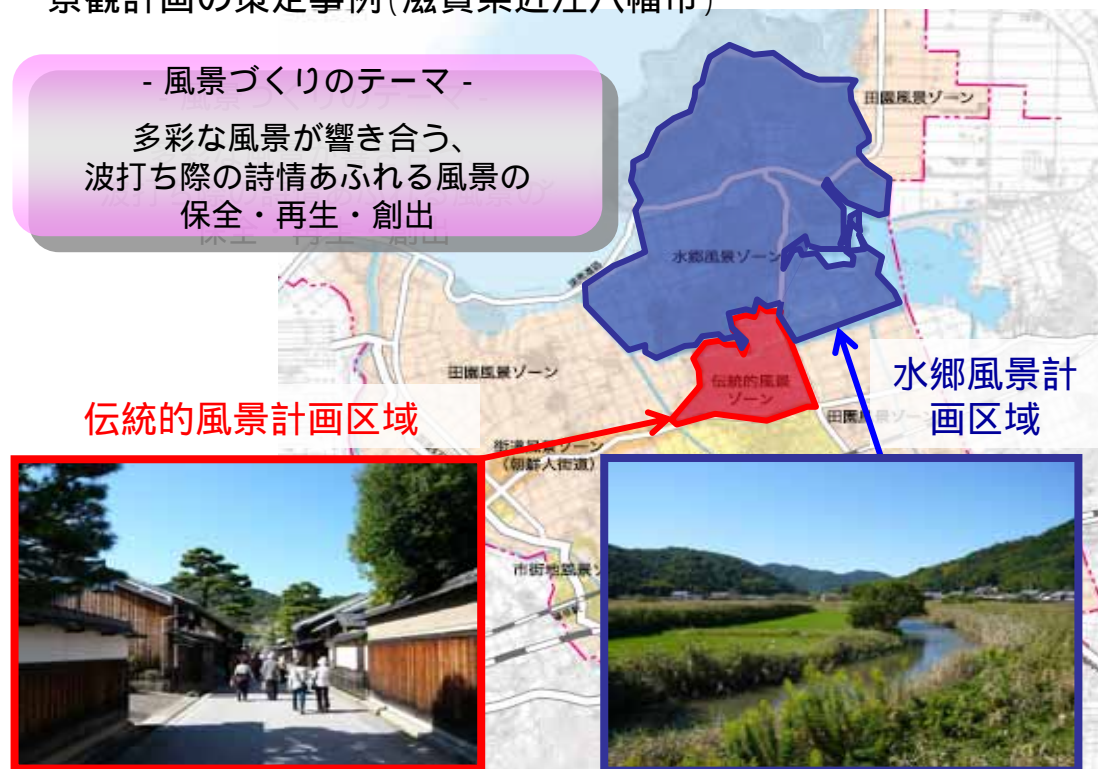 景観計画の策定事例(滋賀県近江八幡市)
- 風景づくりのテーマ -
多彩な風景が響き合う、
波打ち際の詩情あふれる風景の
保全・再生・創出
田園風景ゾーン
水郷風景ゾーン
田園風景ゾーン
伝統的風景
ゾーン
水郷風景計
画区域
伝統的風景計画区域
田園風景ゾーン
街道風景ゾーン
(朝鮮人街道)
市街地風景ゾ